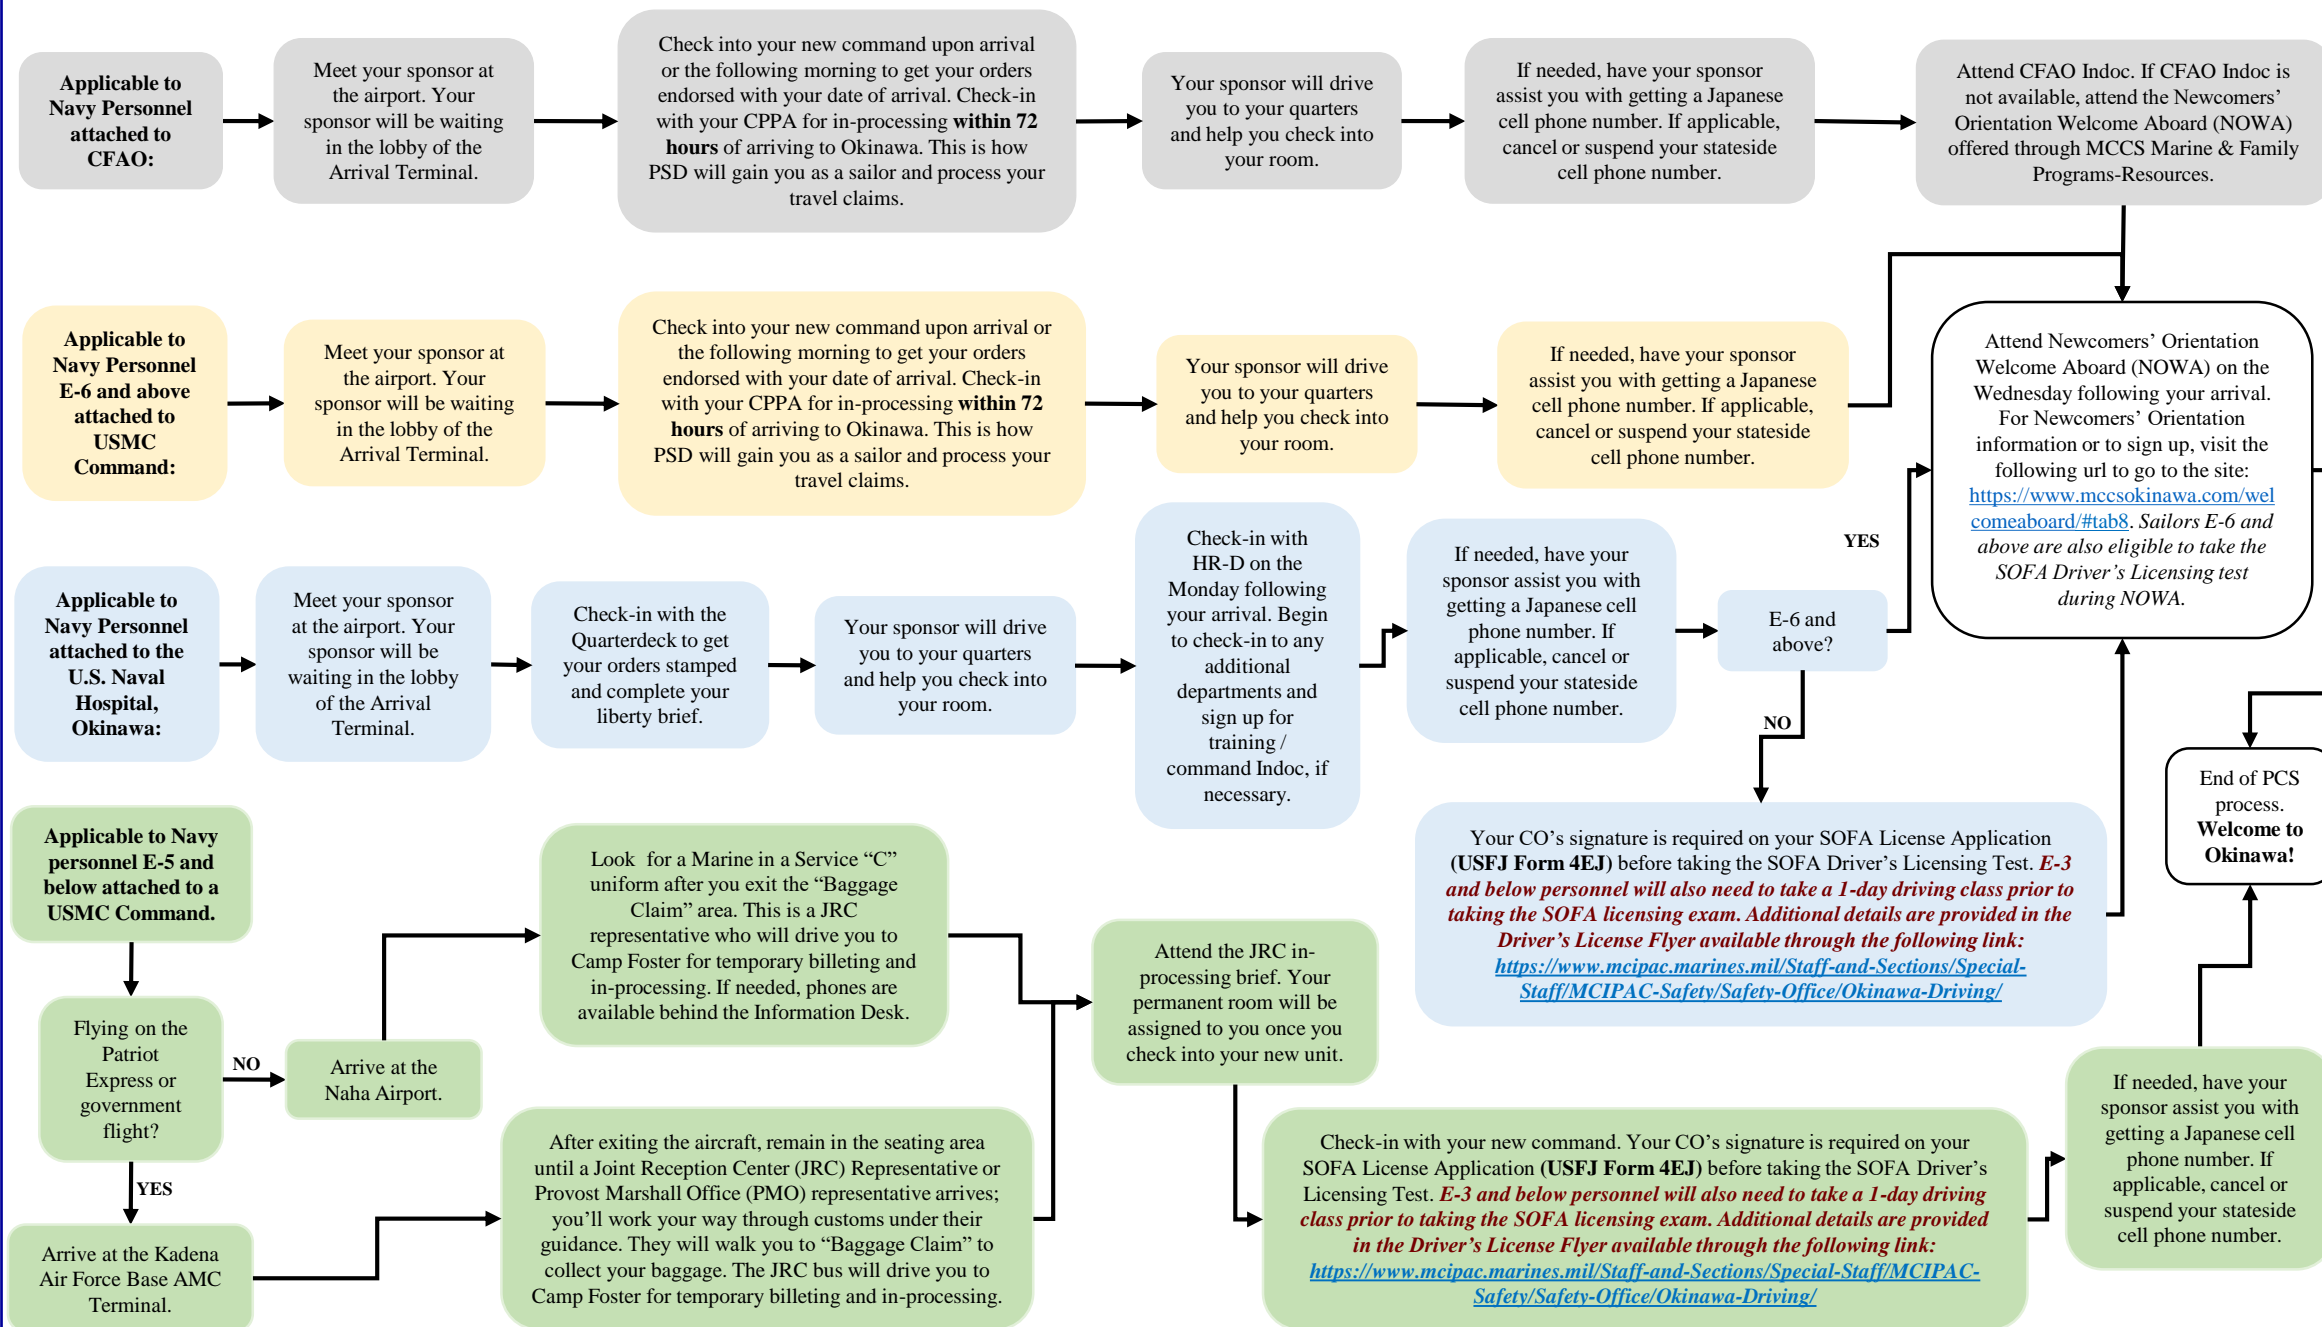 Applicable to
Navy Personnel
attached to
CFAO:
Meet your sponsor at
the airport. Your
sponsor will be waiting
in the lobby of the
Arrival Terminal.
Check into your new command upon arrival
or the following morning to get your orders
endorsed with your date of arrival. Check-in
with your CPPA for in-processing within 72
hours of arriving to Okinawa. This is how
PSD will gain you as a sailor and process your
travel claims.
Your sponsor will drive
you to your quarters
and help you check into
your room.
If needed, have your sponsor
assist you with getting a Japanese
cell phone number. If applicable,
cancel or suspend your stateside
cell phone number.
Attend CFAO Indoc. If CFAO Indoc is
not available, attend the Newcomers’
Orientation Welcome Aboard (NOWA)
offered through MCCS Marine & Family
Programs-Resources.
Applicable to
Navy Personnel
E-6 and above
attached to
USMC
Command:
Meet your sponsor at
the airport. Your
sponsor will be waiting
in the lobby of the
Arrival Terminal.
Check into your new command upon arrival or
the following morning to get your orders
endorsed with your date of arrival. Check-in
with your CPPA for in-processing within 72
hours of arriving to Okinawa. This is how
PSD will gain you as a sailor and process your
travel claims.
Your sponsor will drive
you to your quarters
and help you check into
your room.
If needed, have your sponsor
assist you with getting a Japanese
cell phone number. If applicable,
cancel or suspend your stateside
cell phone number.
Attend Newcomers’ Orientation
Welcome Aboard (NOWA) on the
Wednesday following your arrival.
For Newcomers’ Orientation
information or to sign up, visit the
following url to go to the site:
https://www.mccsokinawa.com/wel
comeaboard/#tab8. Sailors E-6 and
above are also eligible to take the
SOFA Driver’s Licensing test
during NOWA.
Applicable to
Navy Personnel
attached to the
U.S. Naval
Hospital,
Okinawa:
Meet your sponsor
at the airport. Your
sponsor will be
waiting in the lobby
of the Arrival
Terminal.
Check-in with the
Quarterdeck to get
your orders stamped
and complete your
liberty brief.
Your sponsor will drive
you to your quarters
and help you check into
your room.
Check-in with
HR-D on the
Monday following
your arrival. Begin
to check-in to any
additional
departments and
sign up for
training /
command Indoc, if
necessary.
If needed, have your
sponsor assist you with
getting a Japanese cell
phone number. If
applicable, cancel or
suspend your stateside
cell phone number.
E-6 and
above?
YES
NO
Your CO’s signature is required on your SOFA License Application
(USFJ Form 4EJ) before taking the SOFA Driver’s Licensing Test. E-3
and below personnel will also need to take a 1-day driving class prior to
taking the SOFA licensing exam. Additional details are provided in the
Driver’s License Flyer available through the following link:
https://www.mcipac.marines.mil/Staff-and-Sections/Special-
Staff/MCIPAC-Safety/Safety-Office/Okinawa-Driving/
End of PCS
process.
Welcome to
Okinawa!
Applicable to Navy
personnel E-5 and
below attached to a
USMC Command.
Flying on the
Patriot
Express or
government
flight?
NO
Arrive at the
Naha Airport.
YES
Arrive at the Kadena
Air Force Base AMC
Terminal.
Look for a Marine in a Service “C”
uniform after you exit the “Baggage
Claim” area. This is a JRC
representative who will drive you to
Camp Foster for temporary billeting and
in-processing. If needed, phones are
available behind the Information Desk.
After exiting the aircraft, remain in the seating area
until a Joint Reception Center (JRC) Representative or
Provost Marshall Office (PMO) representative arrives;
you’ll work your way through customs under their
guidance. They will walk you to “Baggage Claim” to
collect your baggage. The JRC bus will drive you to
Camp Foster for temporary billeting and in-processing.
Attend the JRC in-
processing brief. Your
permanent room will be
assigned to you once you
check into your new unit.
Check-in with your new command. Your CO’s signature is required on your
SOFA License Application (USFJ Form 4EJ) before taking the SOFA Driver’s
Licensing Test. E-3 and below personnel will also need to take a 1-day driving
class prior to taking the SOFA licensing exam. Additional details are provided
in the Driver’s License Flyer available through the following link:
https://www.mcipac.marines.mil/Staff-and-Sections/Special-Staff/MCIPAC-
Safety/Safety-Office/Okinawa-Driving/
If needed, have your
sponsor assist you with
getting a Japanese cell
phone number. If
applicable, cancel or
suspend your stateside
cell phone number.